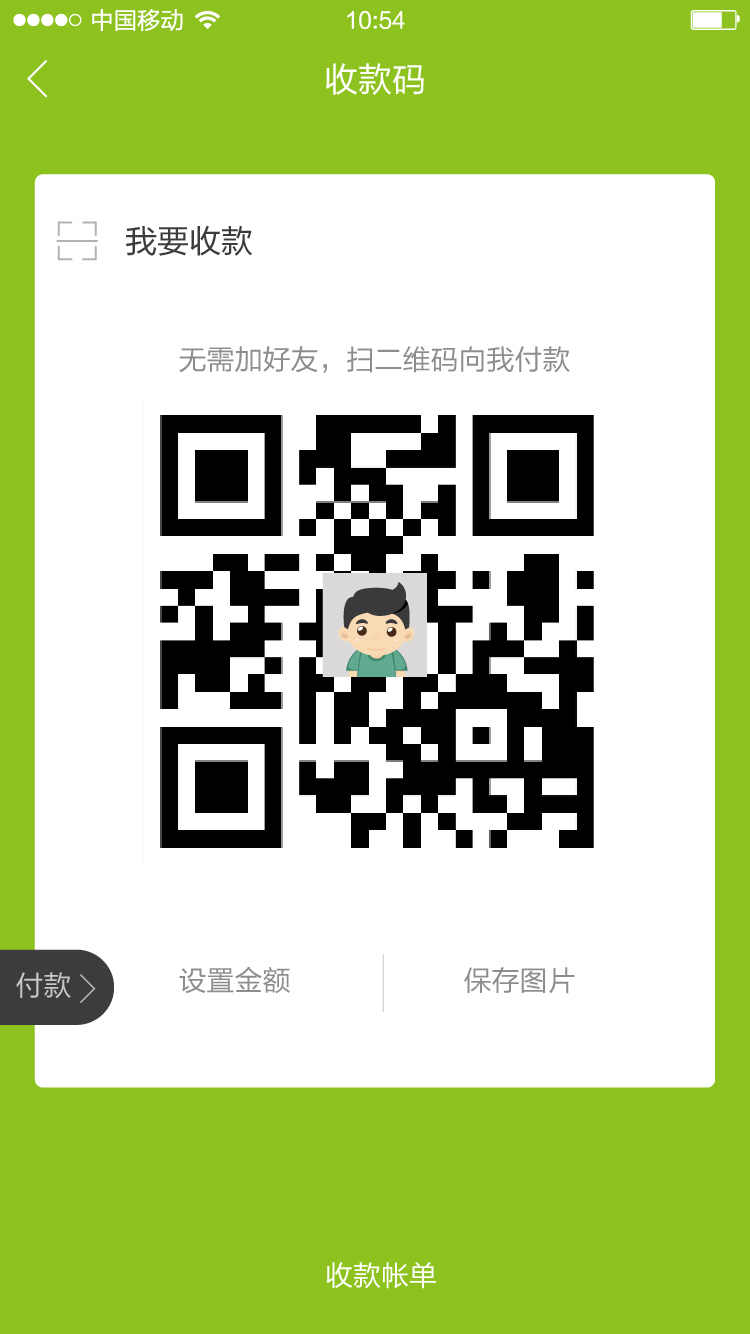 中国移动 10:54
收款码
我要收款
无需加好友，扫二维码向我付款
付款 设置金额 保存图片
收款帐单